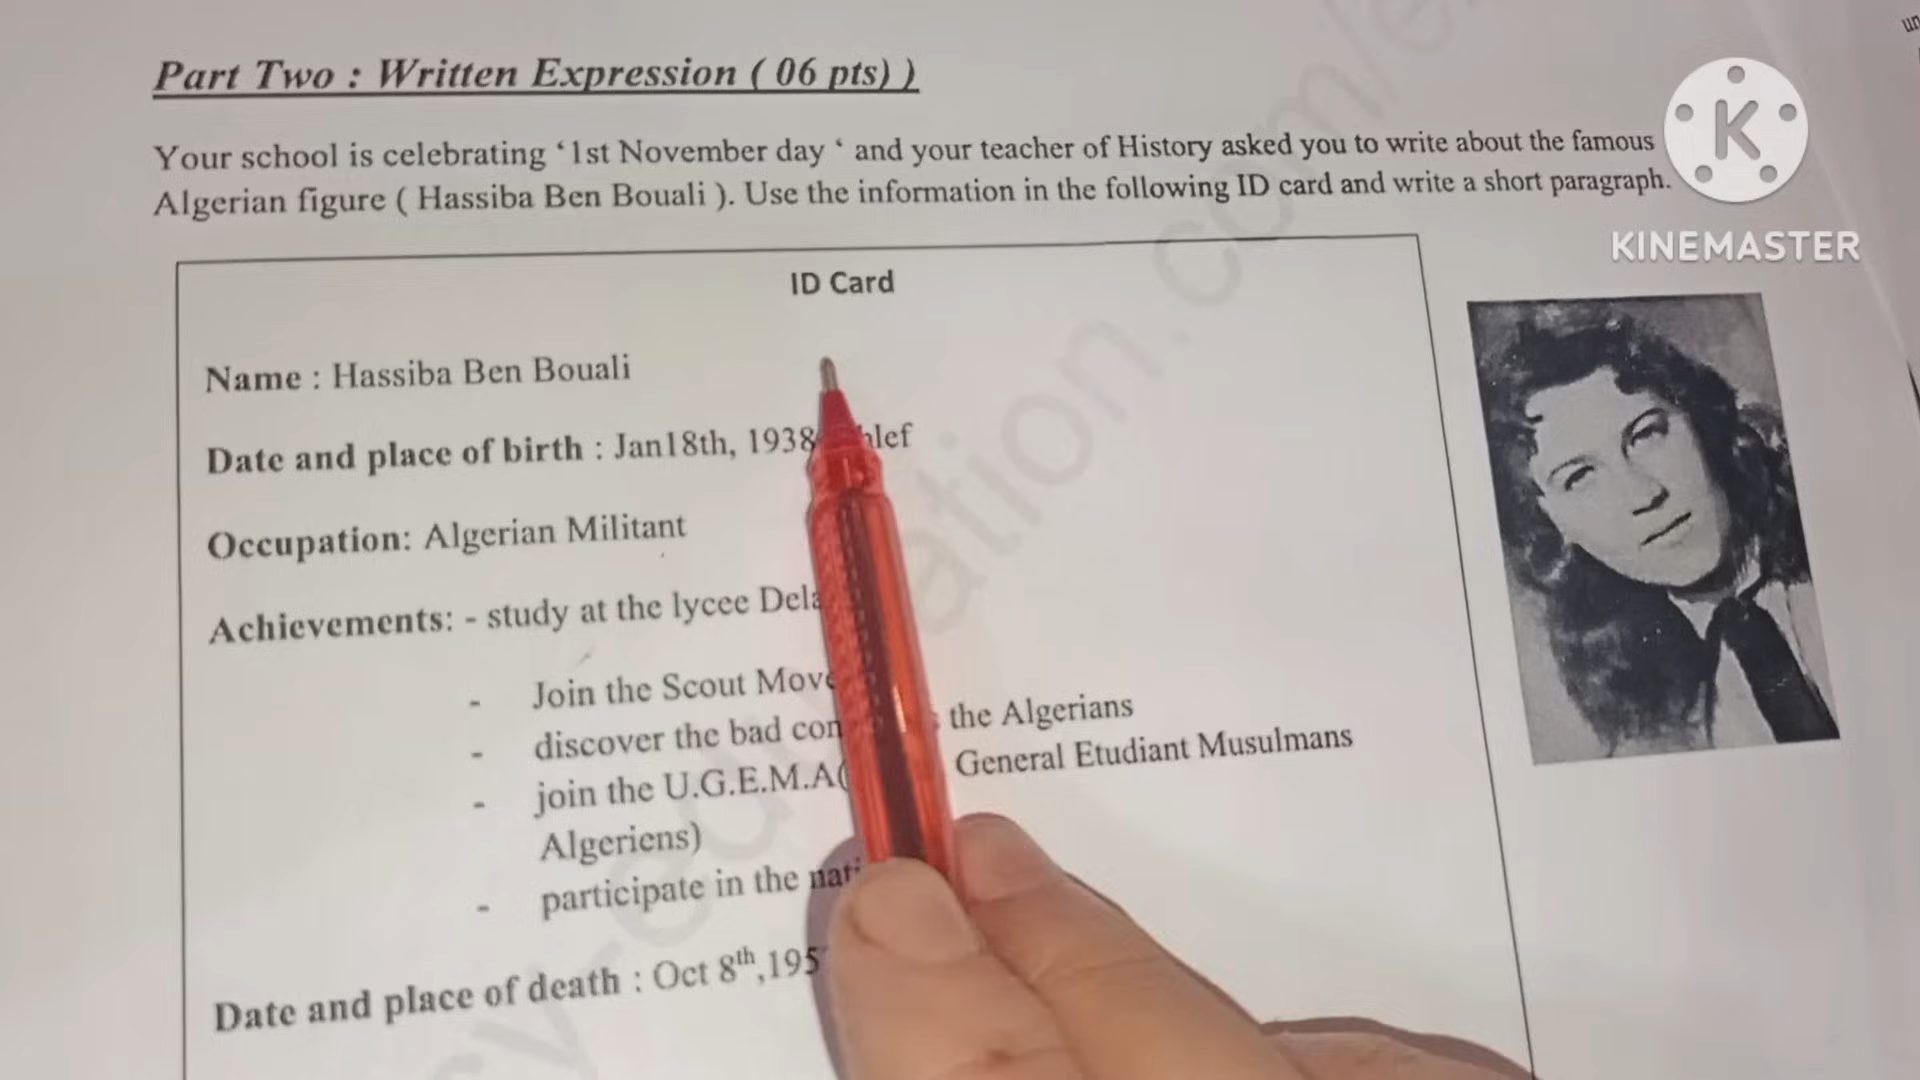 Part Two : Written Expression ( 06 pts) )
Your school is celebrating ‘1st November day ‘ and your teacher of History asked you to write about the famous
Algerian figure ( Hassiba Ben Bouali ). Use the information in the following ID card and write a short paragraph.
KINEMASTER
ID Card
Name : Hassiba Ben Bouali
Date and place of birth : Jan18th, 1938
Occupation: Algerian Militant
Achievements: - study at the lycee
- Join the Scout
- discover the bad the Algerians
- join the U.G.E.M.A( General Etudiant Musulmans
Algeriens)
- participate in the
Date and place of death : Oct 8th,195